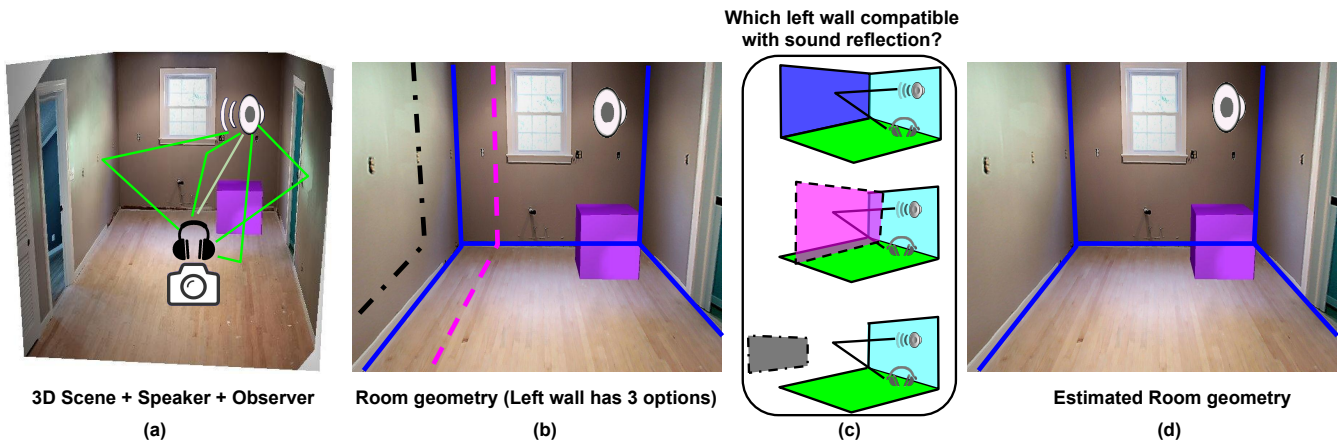 Which left wall compatible
with sound reflection?
3D Scene + Speaker + Observer
Room geometry (Left wall has 3 options)
Estimated Room geometry
(a)
(b)
(c)
(d)